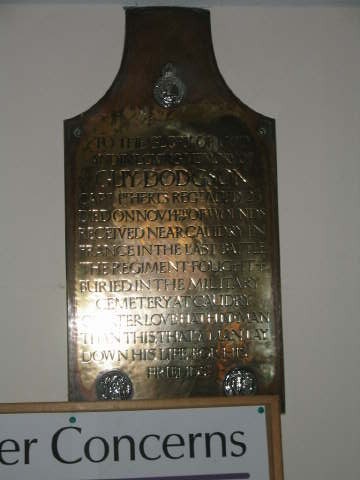 TO THE GLORY OF GOD
AND IN LOVING MEMORY OF
GUY DODGSON
CAPT 1ST HERTS REGT AGED
DIED ON NOV 14TH OF WOUNDS
RECEIVED NEAR CAUDRY IN
FRANCE IN THE LAST BATTLE
THE REGIMENT FOUGHT
BURIED IN THE MILITARY
CEMETERY AT CAUDRY
GREATER LOVE HATH NO MAN
THAN THIS THAT A MAN LAY
DOWN HIS LIFE FOR HIS
FRIENDS
er Concerns